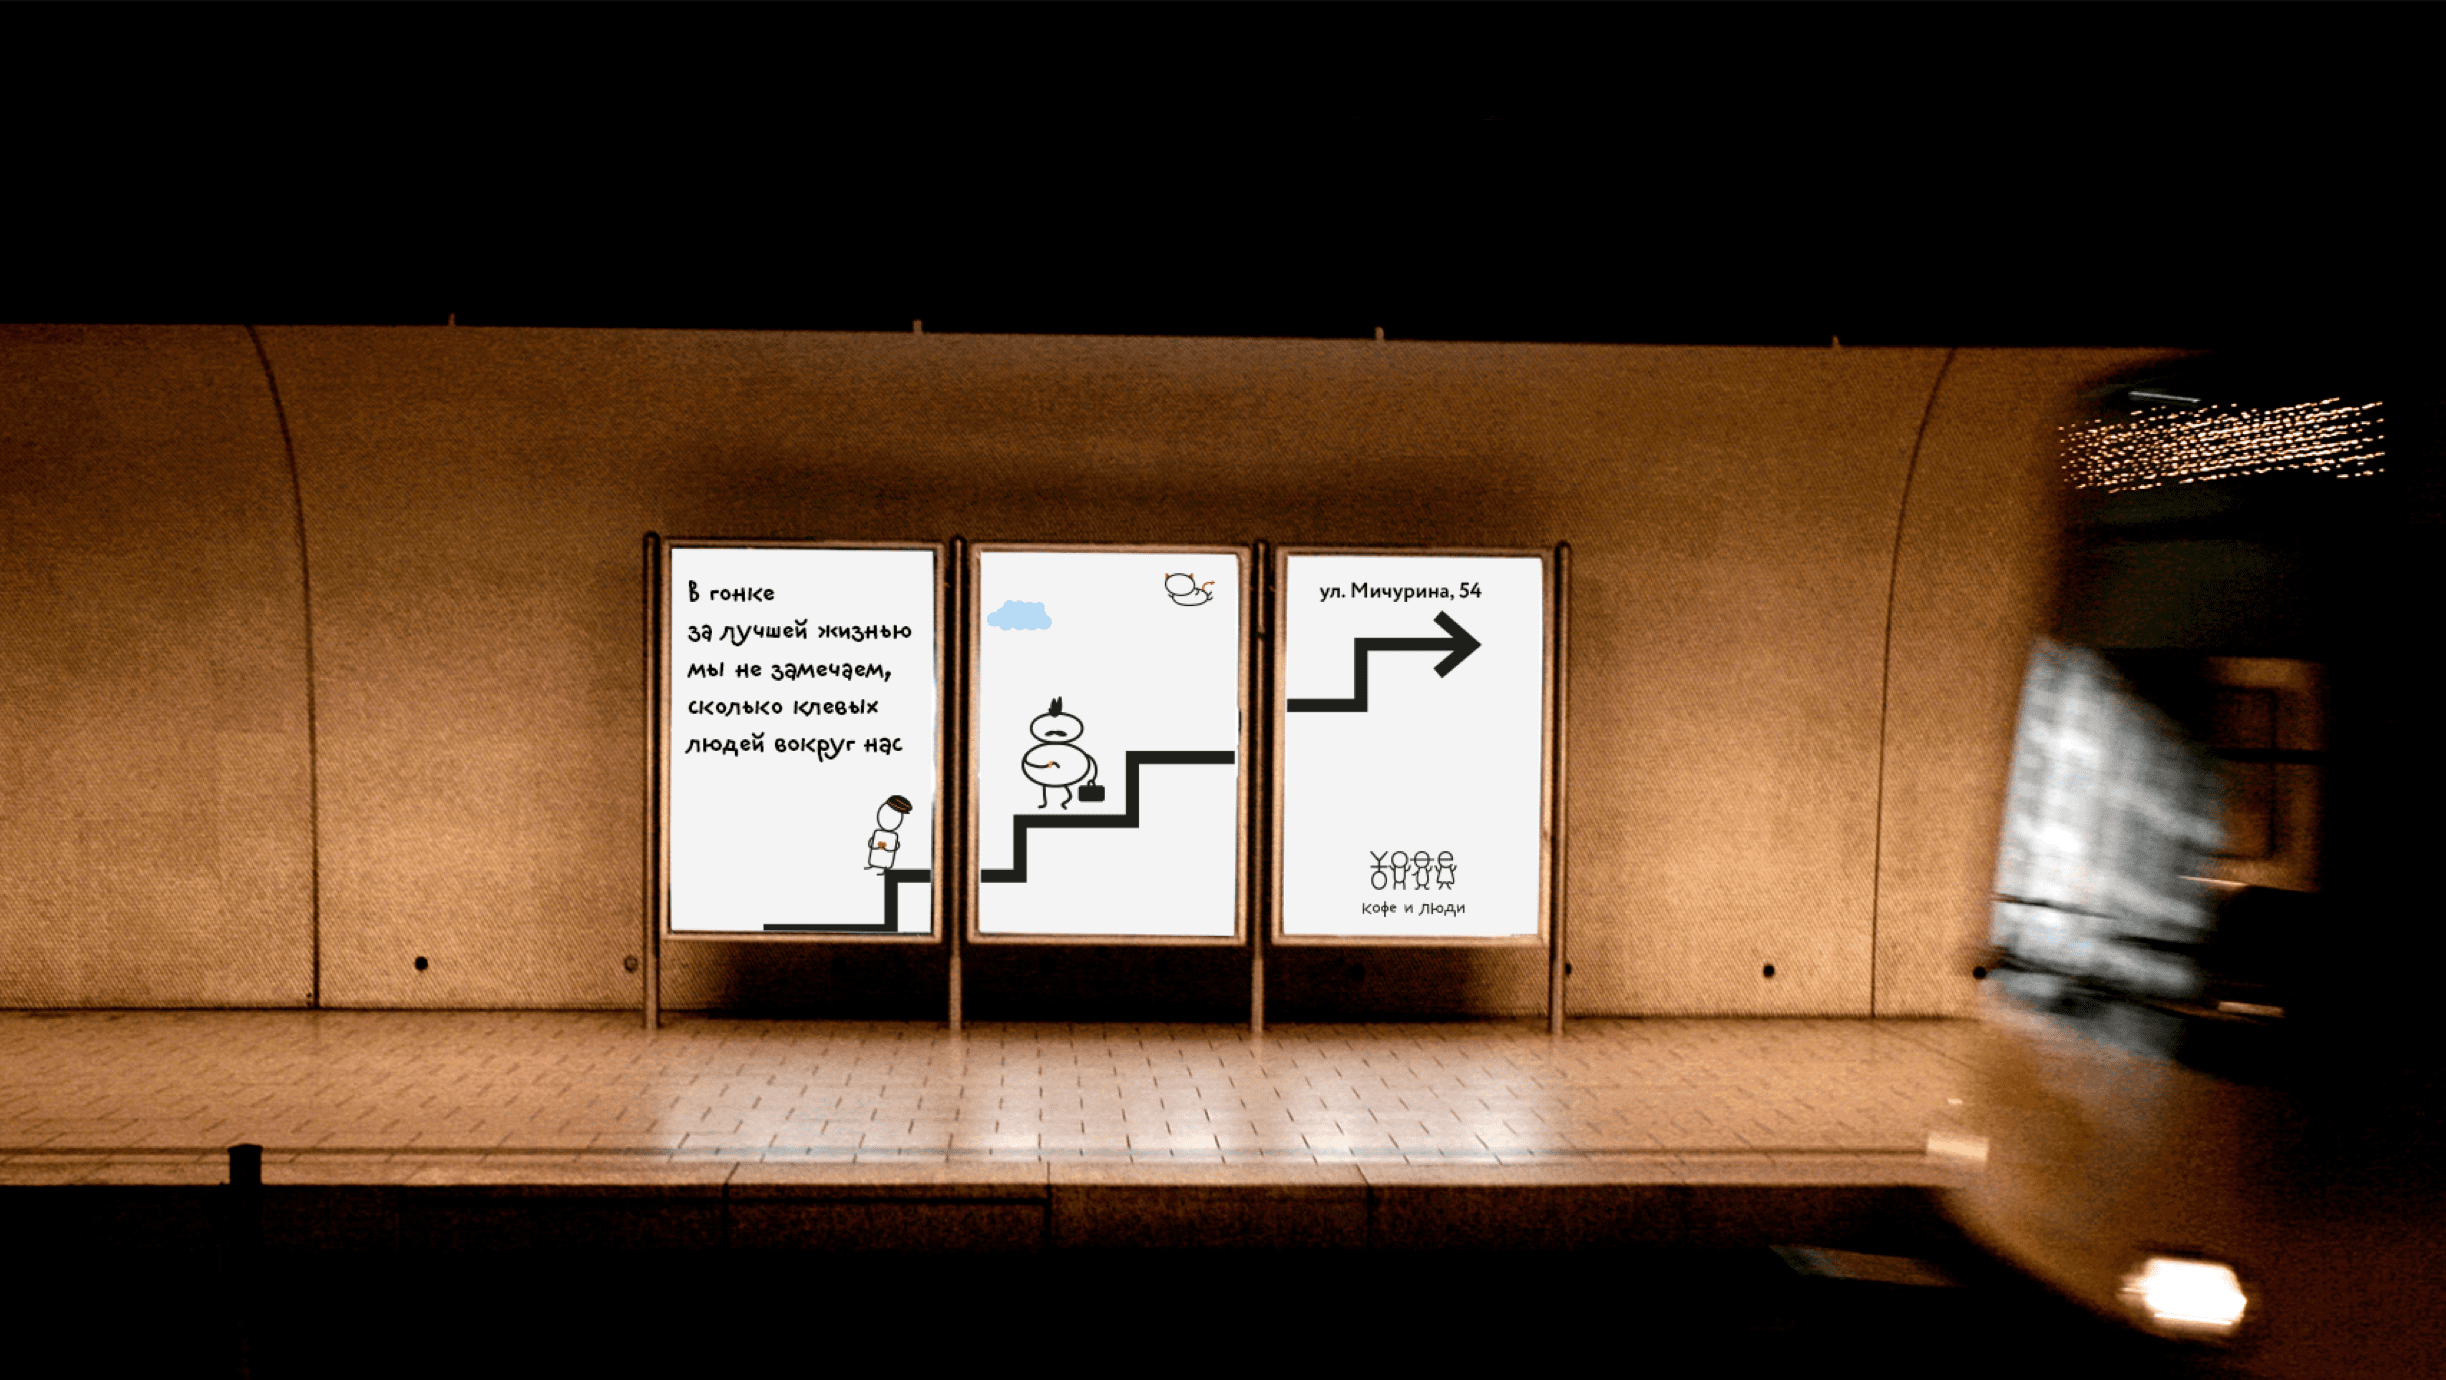 В гонке
за лучшей жизнью
мы не замечаем,
сколько клевых
людей вокруг нас
ул. Мичурина, 54
кофе и люди